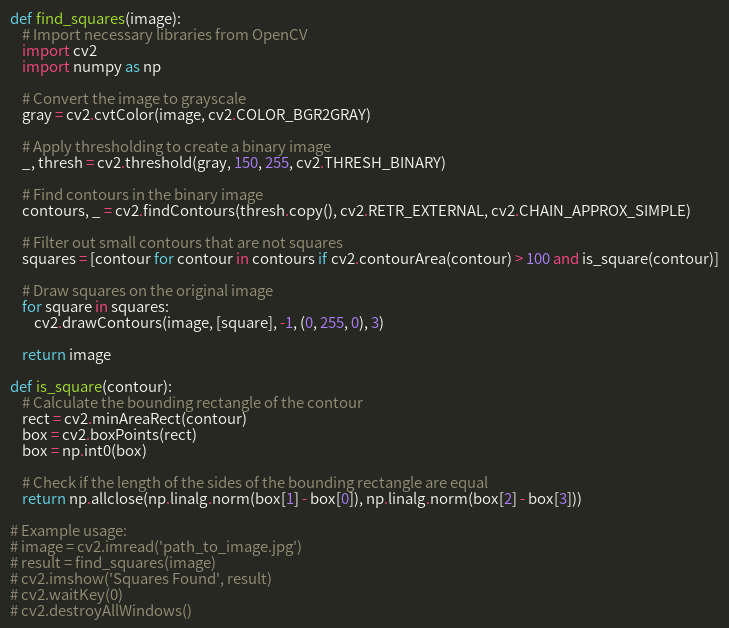 def find_squares(image):
    # Import necessary libraries from OpenCV
    import cv2
    import numpy as np

    # Convert the image to grayscale
    gray = cv2.cvtColor(image, cv2.COLOR_BGR2GRAY)

    # Apply thresholding to create a binary image
    _, thresh = cv2.threshold(gray, 150, 255, cv2.THRESH_BINARY)

    # Find contours in the binary image
    contours, _ = cv2.findContours(thresh.copy(), cv2.RETR_EXTERNAL, cv2.CHAIN_APPROX_SIMPLE)

    # Filter out small contours that are not squares
    squares = [contour for contour in contours if cv2.contourArea(contour) > 100 and is_square(contour)]

    # Draw squares on the original image
    for square in squares:
        cv2.drawContours(image, [square], -1, (0, 255, 0), 3)

    return image

def is_square(contour):
    # Calculate the bounding rectangle of the contour
    rect = cv2.minAreaRect(contour)
    box = cv2.boxPoints(rect)
    box = np.int0(box)

    # Check if the length of the sides of the bounding rectangle are equal
    return np.allclose(np.linalg.norm(box[1] - box[0]), np.linalg.norm(box[2] - box[3]))

# Example usage:
# image = cv2.imread('path_to_image.jpg')
# result = find_squares(image)
# cv2.imshow('Squares Found', result)
# cv2.waitKey(0)
# cv2.destroyAllWindows()